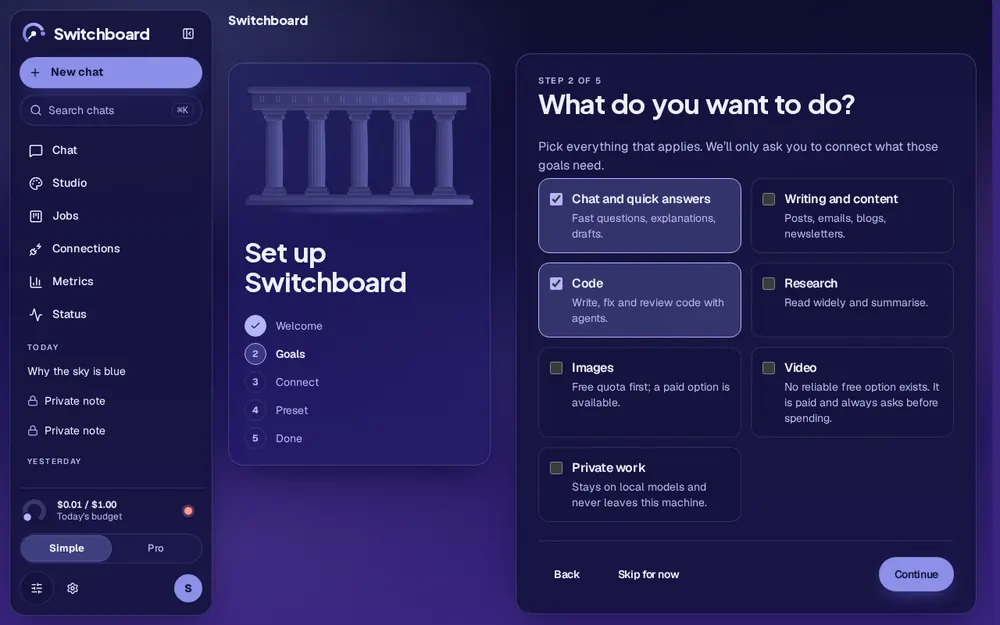 Switchboard
New chat
Search chats
⌘K
Chat
Studio
Jobs
Connections
Metrics
Status
TODAY
Why the sky is blue
Private note
Private note
YESTERDAY
$0.01 / $1.00
Today's budget
Simple
Pro
S
Switchboard
Set up
Switchboard
Welcome
2 Goals
3 Connect
4 Preset
5 Done
STEP 2 OF 5
What do you want to do?
Pick everything that applies. We'll only ask you to connect what those
goals need.
Chat and quick answers
Fast questions, explanations,
drafts.
Writing and content
Posts, emails, blogs,
newsletters.
Code
Write, fix and review code with
agents.
Research
Read widely and summarise.
Images
Free quota first; a paid option is
available.
Video
No reliable free option exists. It
is paid and always asks before
spending.
Private work
Stays on local models and
never leaves this machine.
Back
Skip for now
Continue